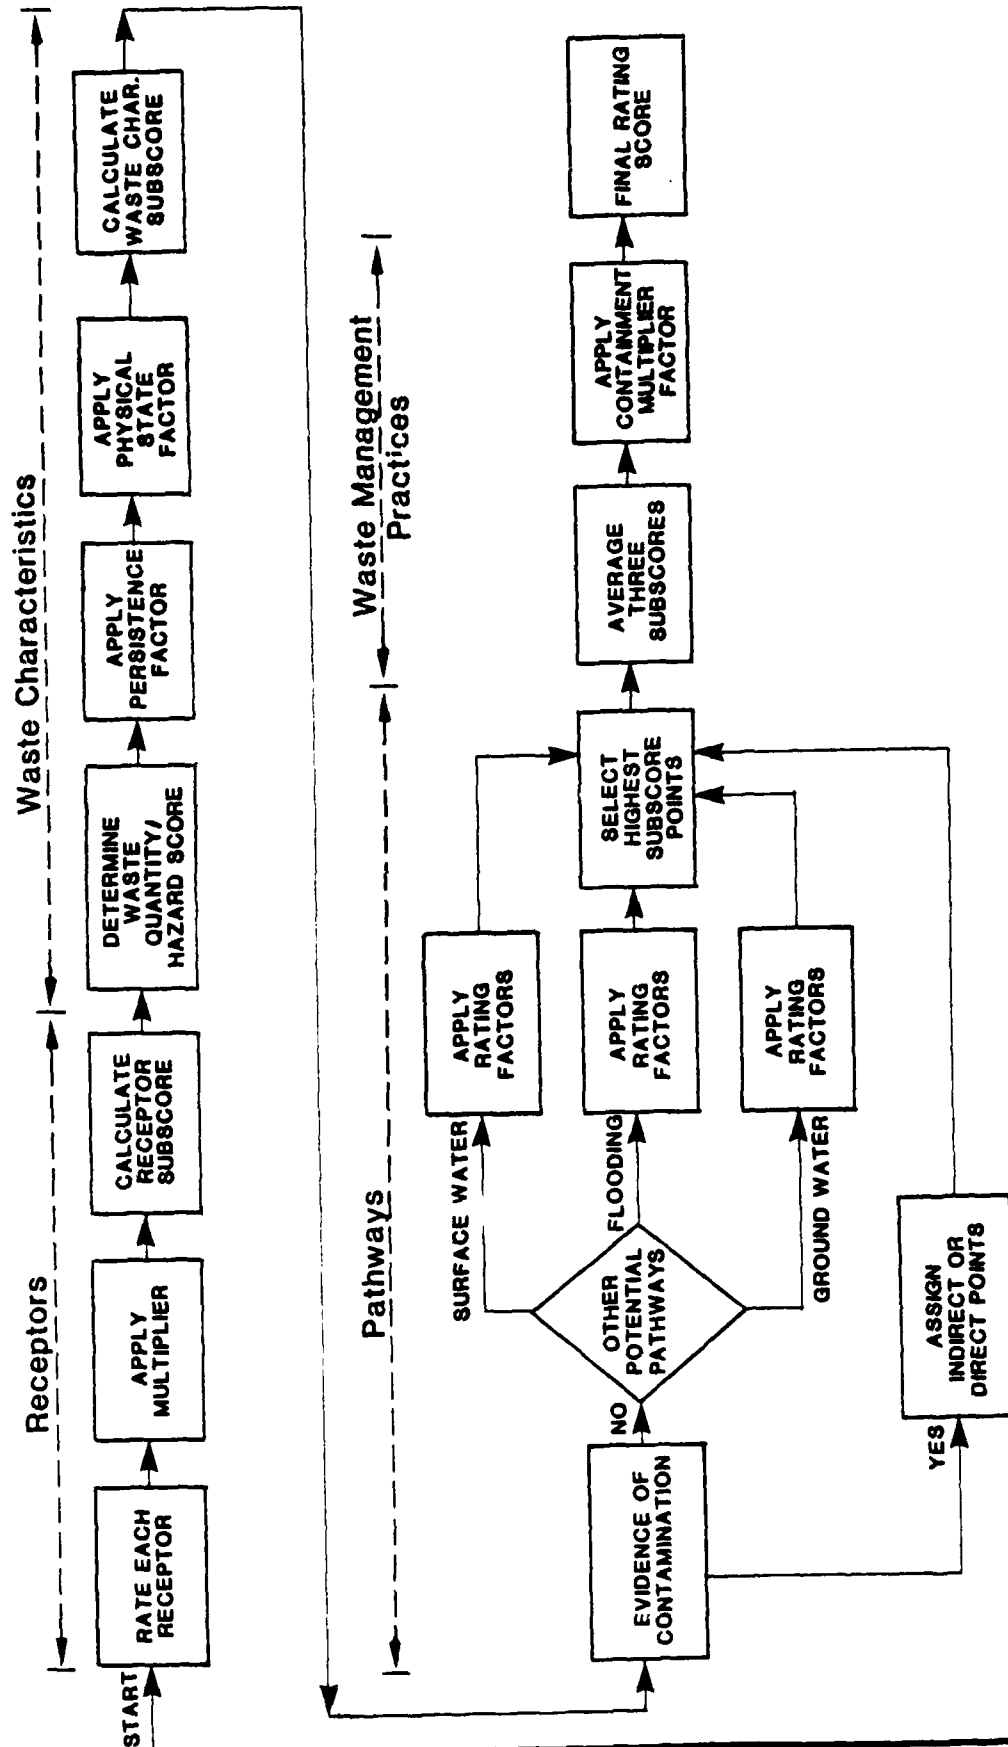 Receptors
Waste Characteristics
START
RATE EACH
RECEPTOR
APPLY
MULTIPLIER
CALCULATE
RECEPTOR
SUBSCORE
DETERMINE
WASTE
QUANTITY/
HAZARD SCORE
APPLY
PERSISTENCE
FACTOR
APPLY
PHYSICAL
STATE
FACTOR
CALCULATE
WASTE CHAR.
SUBSCORE
Pathways
Waste Management
Practices
EVIDENCE OF
CONTAMINATION
NO
YES
OTHER
POTENTIAL
PATHWAYS
SURFACE WATER
FLOODING
GROUND WATER
ASSIGN
INDIRECT OR
DIRECT POINTS
APPLY
RATING
FACTORS
APPLY
RATING
FACTORS
APPLY
RATING
FACTORS
SELECT
HIGHEST
SUBSCORE
POINTS
AVERAGE
THREE
SUBSCORES
APPLY
CONTAINMENT
MULTIPLIER
FACTOR
FINAL RATING
SCORE